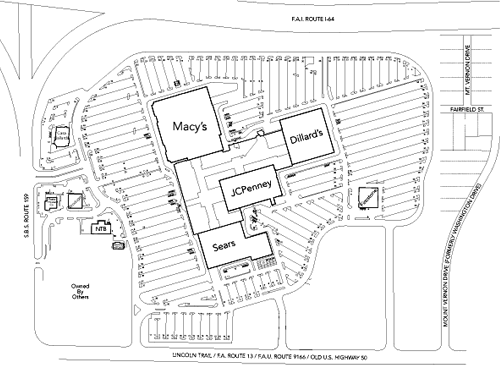 F.A.I. ROUTE I-64
MT. VERNON DRIVE
FAIRFIELD ST.
Macy's
Dillard's
JCPenney
Sears
NTB
S.B.S. ROUTE 159
Owned
By
Others
MOUNT VERNON DRIVE (FORMERLY WASHINGTON DRIVE)
LINCOLN TRAIL / F.A. ROUTE 13 / F.A.U. ROUTE 9166 / OLD U.S. HIGHWAY 50